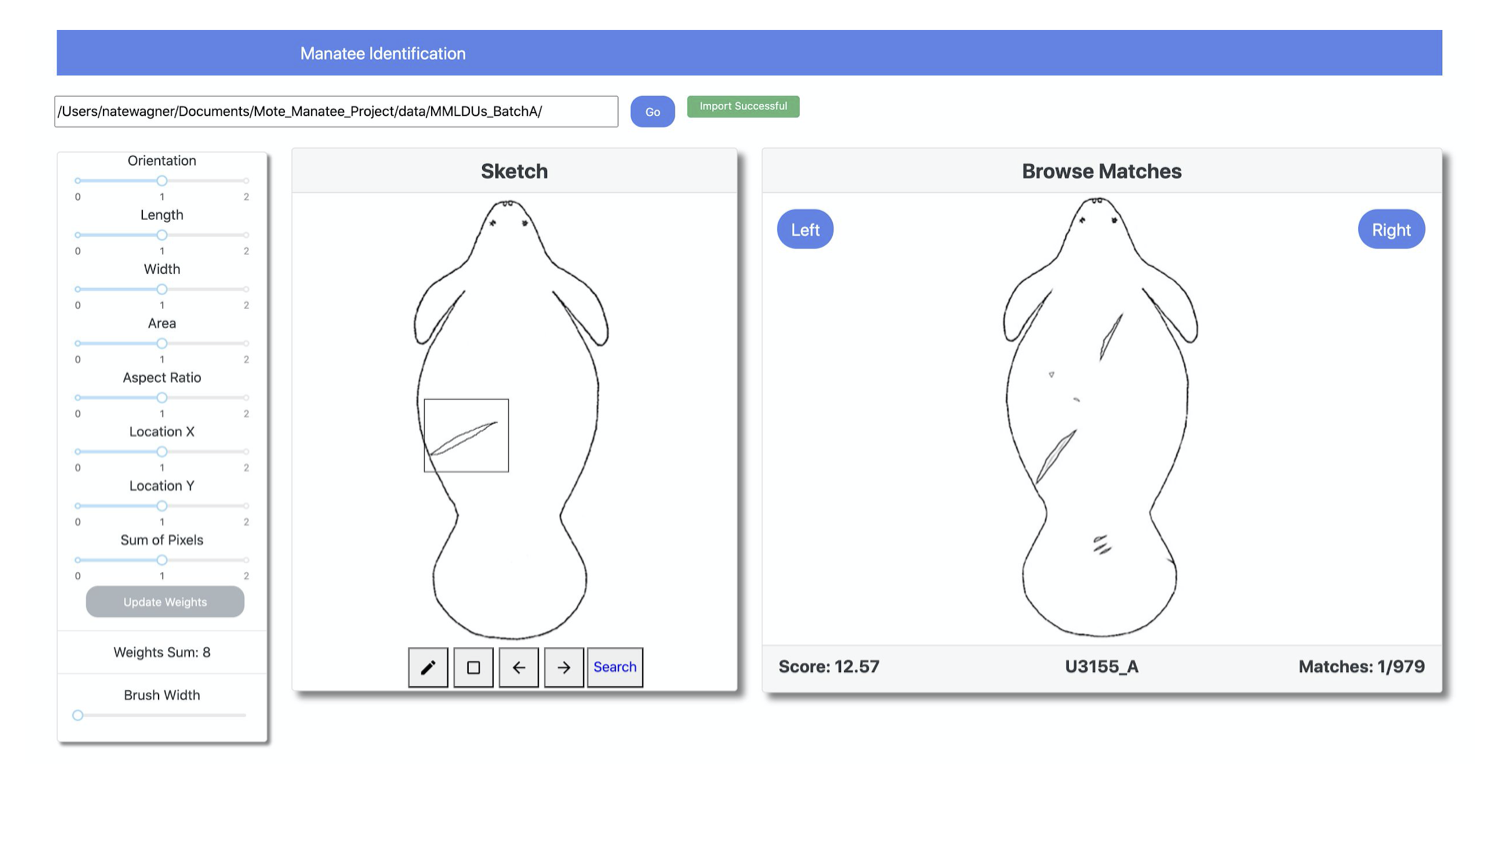 Manatee Identification
/Users/natewagner/Documents/Mote_Manatee_Project/data/MMLDUs_BatchA/
Go
Import Successful
Orientation
0 1 2
Length
0 1 2
Width
0 1 2
Area
0 1 2
Aspect Ratio
0 1 2
Location X
0 1 2
Location Y
0 1 2
Sum of Pixels
0 1 2
Update Weights
Weights Sum: 8
Brush Width
Sketch
Search
Browse Matches
Left
Right
Score: 12.57
U3155_A
Matches: 1/979